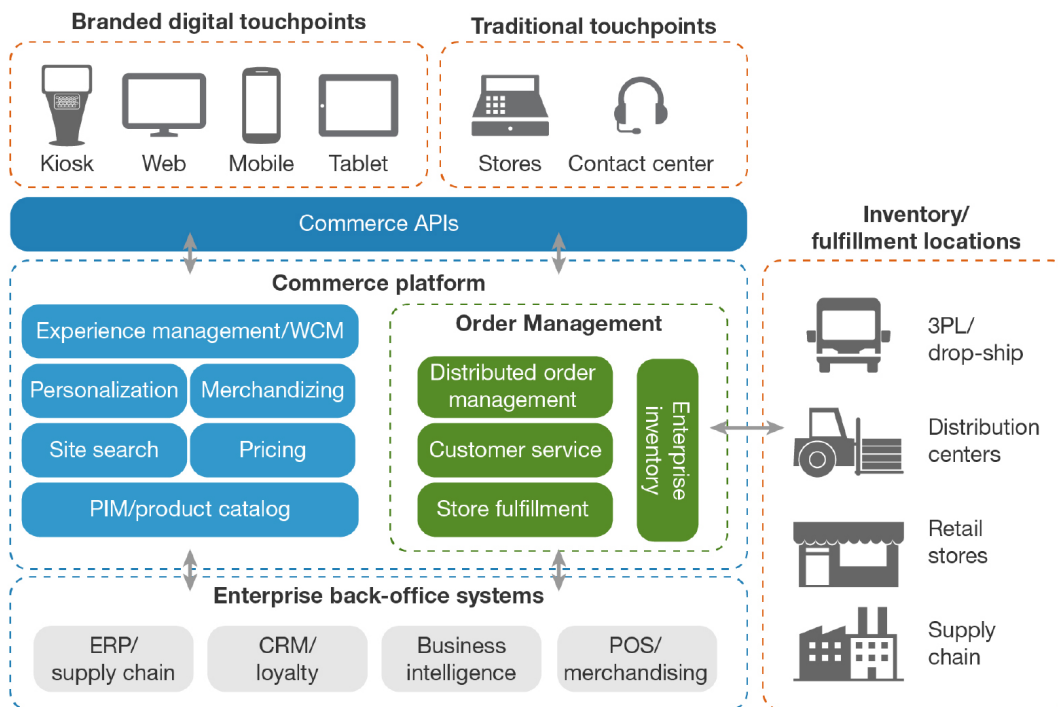 Branded digital touchpoints
Traditional touchpoints
Kiosk
Web
Mobile
Tablet
Stores
Contact center
Commerce APIs
Commerce platform
Experience management/WCM
Personalization
Merchandizing
Site search
Pricing
PIM/product catalog
Order Management
Distributed order
management
Customer service
Store fulfillment
Enterprise
inventory
Inventory/
fulfillment locations
3PL/
drop-ship
Distribution
centers
Retail
stores
Supply
chain
Enterprise back-office systems
ERP/
supply chain
CRM/
loyalty
Business
intelligence
POS/
merchandising